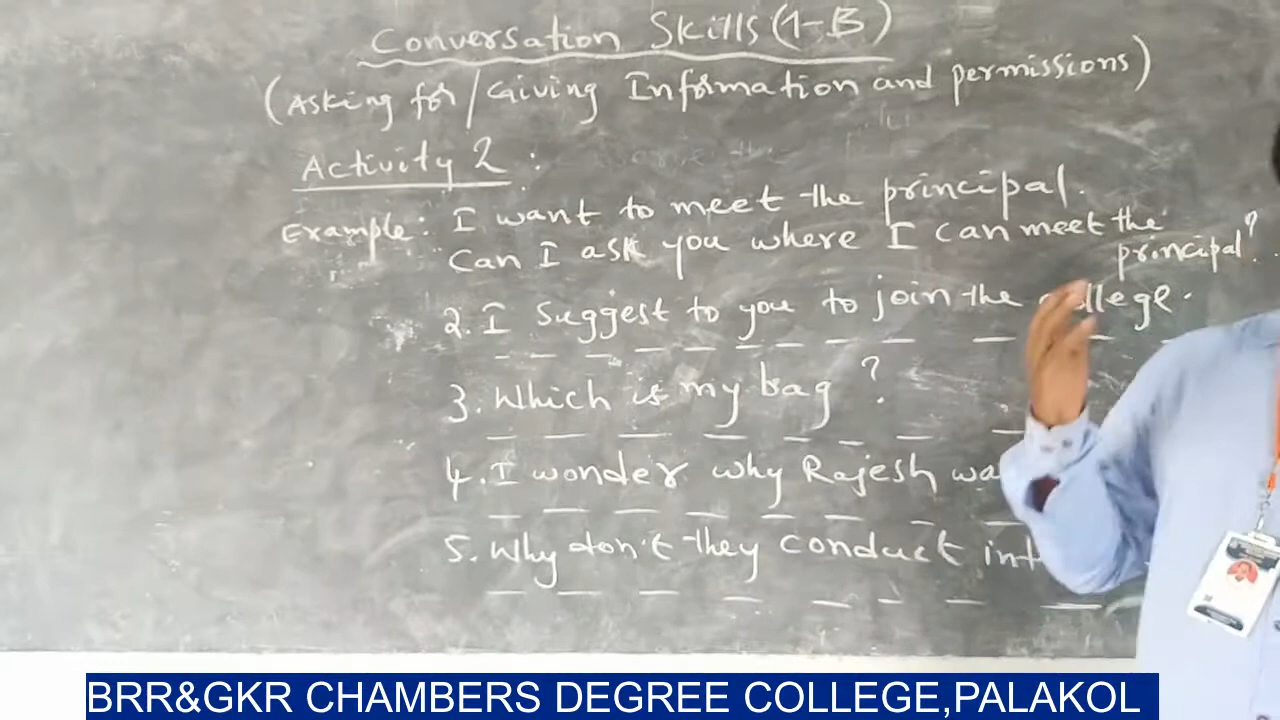 Conversation Skills (1-B)
(Asking for/Giving Information and permissions)
Activity 2 :
Example: I want to meet the principal.
Can I ask you where I can meet the
principal?
2. I suggest to you to join the college.
3. Which is my bag ?
4. I wonder why Rajesh
5. Why don't they conduct
BRR&GKR CHAMBERS DEGREE COLLEGE,PALAKOL